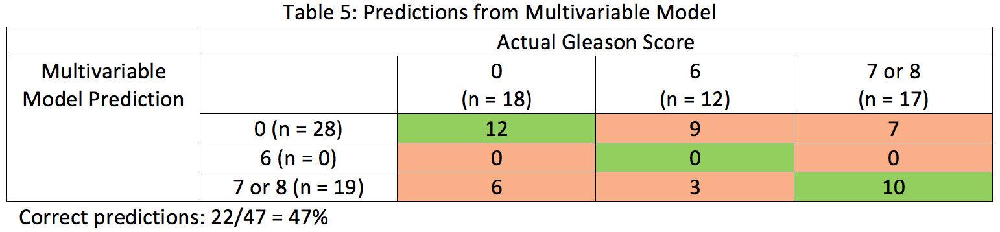 Table 5: Predictions from Multivariable Model
Actual Gleason Score
Multivariable
Model Prediction
0 6 7 or 8
(n = 18) (n = 12) (n = 17)
0 (n = 28) 12 9 7
6 (n = 0) 0 0 0
7 or 8 (n = 19) 6 3 10
Correct predictions: 22/47 = 47%